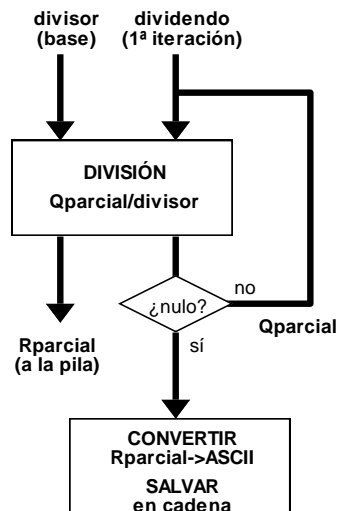 divisor
(base)
dividendo
(1ª iteración)
DIVISIÓN
Qparcial/divisor
no
¿nulo?
Qparcial
sí
Rparcial
(a la pila)
CONVERTIR
Rparcial->ASCII
SALVAR
en cadena